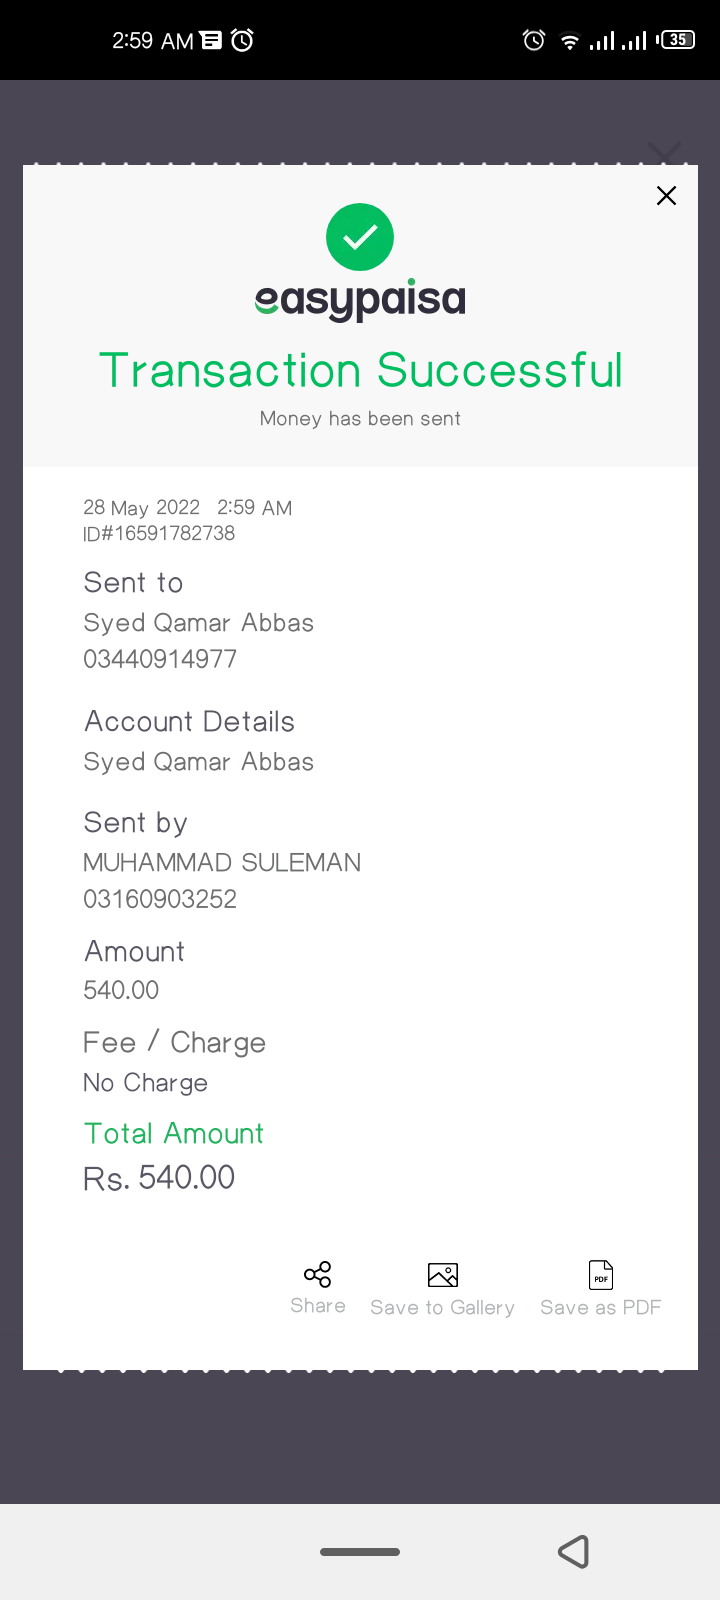 2:59 AM
35
easypaisa
Transaction Successful
Money has been sent
28 May 2022 2:59 AM
ID#16591782738
Sent to
Syed Qamar Abbas
03440914977
Account Details
Syed Qamar Abbas
Sent by
MUHAMMAD SULEMAN
03160903252
Amount
540.00
Fee / Charge
No Charge
Total Amount
Rs. 540.00
PDF
Share Save to Gallery Save as PDF